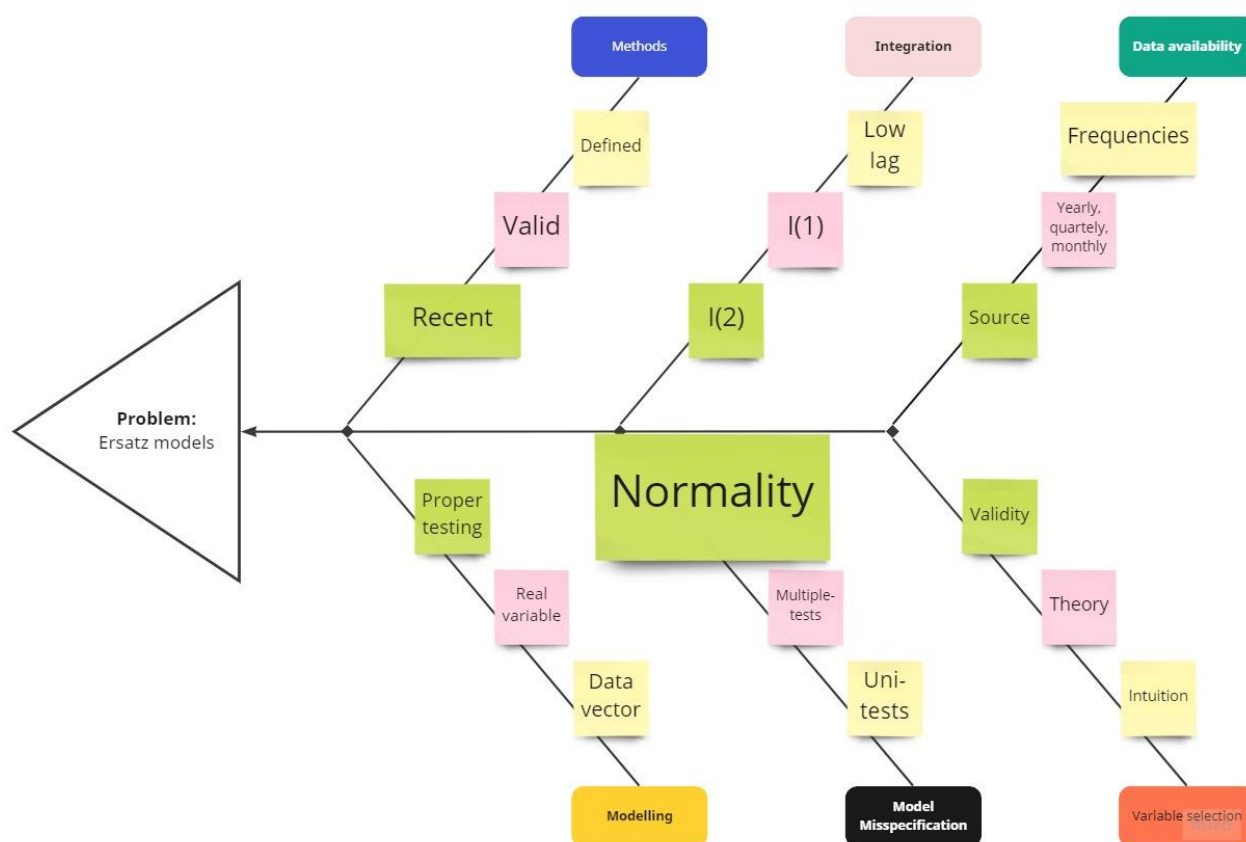 Methods
Integration
Data availability
Defined
Low
lag
Frequencies
Valid
I(1)
Yearly,
quartely,
monthly
Recent
I(2)
Source
Problem:
Ersatz models
Normality
Proper
testing
Validity
Real
variable
Multiple-
tests
Theory
Data
vector
Uni-
tests
Intuition
Modelling
Model
Misspecification
Variable selection